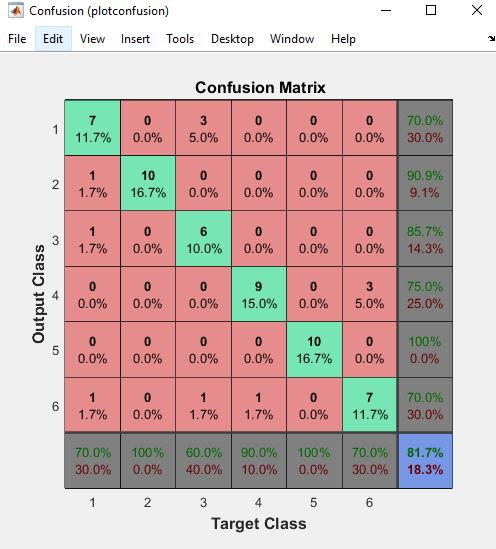 Confusion (plotconfusion)
File Edit View Insert Tools Desktop Window Help
Confusion Matrix
1 7 0 3 0 0 0 70.0%
11.7% 0.0% 5.0% 0.0% 0.0% 0.0% 30.0%
2 1 10 0 0 0 0 90.9%
1.7% 16.7% 0.0% 0.0% 0.0% 0.0% 9.1%
3 1 0 6 0 0 0 85.7%
1.7% 0.0% 10.0% 0.0% 0.0% 0.0% 14.3%
4 0 0 0 9 0 3 75.0%
0.0% 0.0% 0.0% 15.0% 0.0% 5.0% 25.0%
5 0 0 0 0 10 0 100%
0.0% 0.0% 0.0% 0.0% 16.7% 0.0% 0.0%
6 1 0 1 1 0 7 70.0%
1.7% 0.0% 1.7% 1.7% 0.0% 11.7% 30.0%
70.0% 100% 60.0% 90.0% 100% 70.0% 81.7%
30.0% 0.0% 40.0% 10.0% 0.0% 30.0% 18.3%
1 2 3 4 5 6
Target Class
Output Class